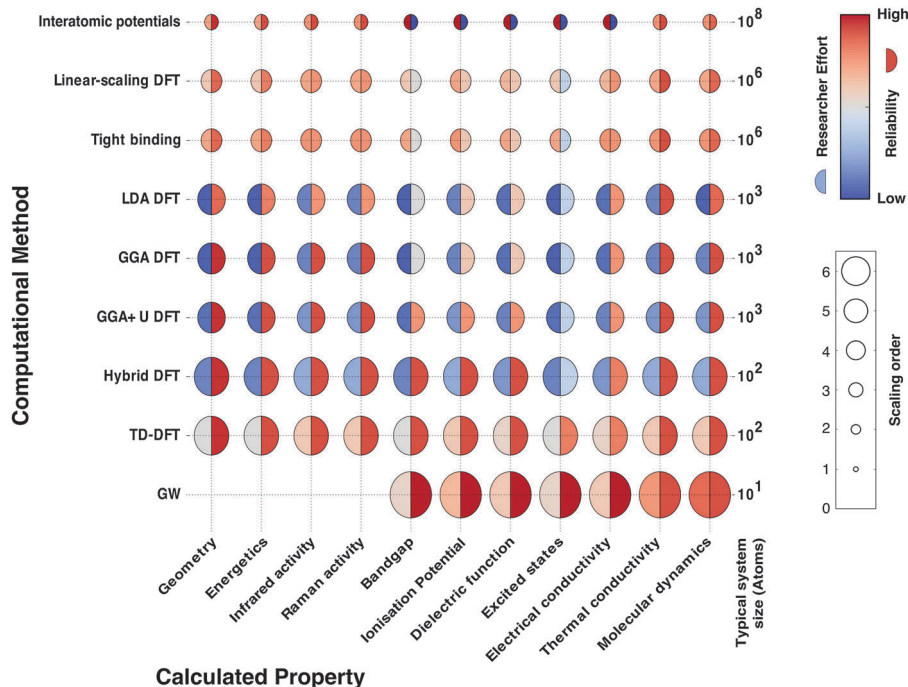 Computational Method
Interatomic potentials
10^8
Linear-scaling DFT
10^6
Tight binding
10^6
LDA DFT
10^3
GGA DFT
10^3
GGA+ U DFT
10^3
Hybrid DFT
10^2
TD-DFT
10^2
GW
10^1
Geometry
Energetics
Infrared activity
Raman activity
Bandgap
Ionisation Potential
Dielectric function
Excited states
Electrical conductivity
Thermal conductivity
Molecular dynamics
Typical system
size (Atoms)
Calculated Property
Researcher Effort
High
Low
Reliability
6
5
4
3
2
1
0
Scaling order